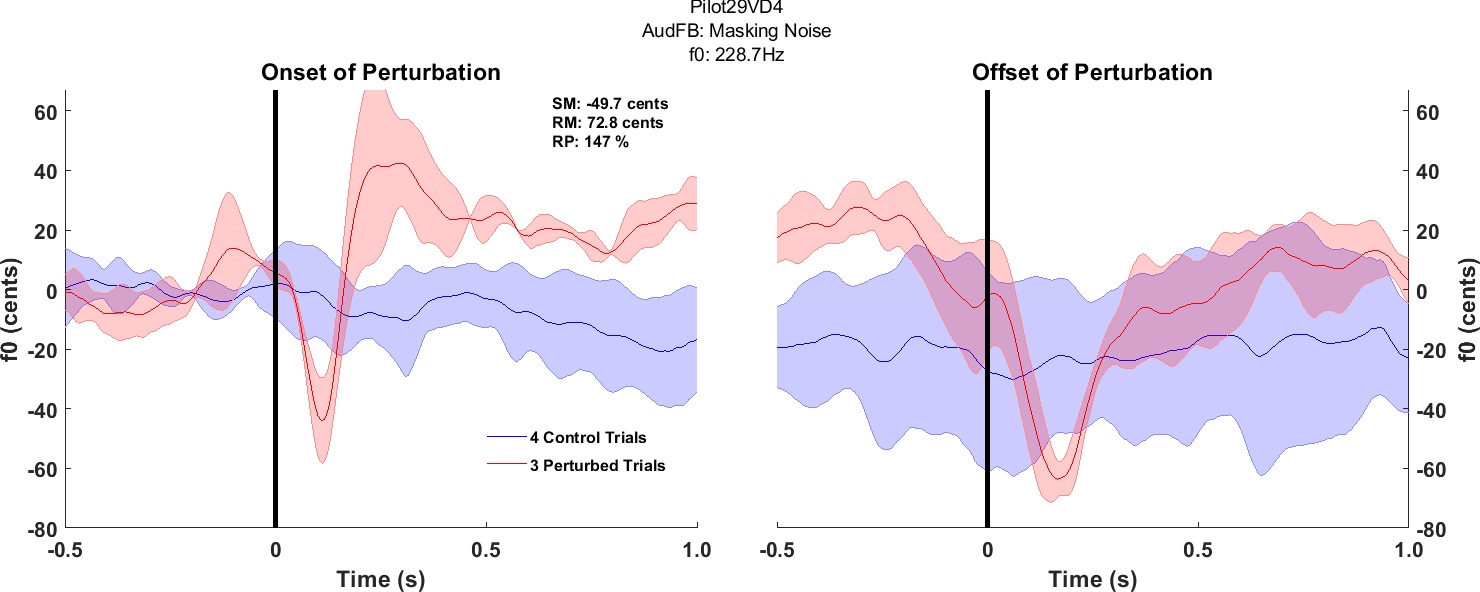 Pilot29VD4
AudFB: Masking Noise
f0: 228.7Hz
Onset of Perturbation
SM: -49.7 cents
RM: 72.8 cents
RP: 147 %
4 Control Trials
3 Perturbed Trials
f0 (cents)
60
40
20
0
-20
-40
-60
-80
-0.5
0
0.5
1.0
Time (s)
Offset of Perturbation
60
40
20
0
-20
-40
-60
-80
f0 (cents)
-0.5
0
0.5
1.0
Time (s)